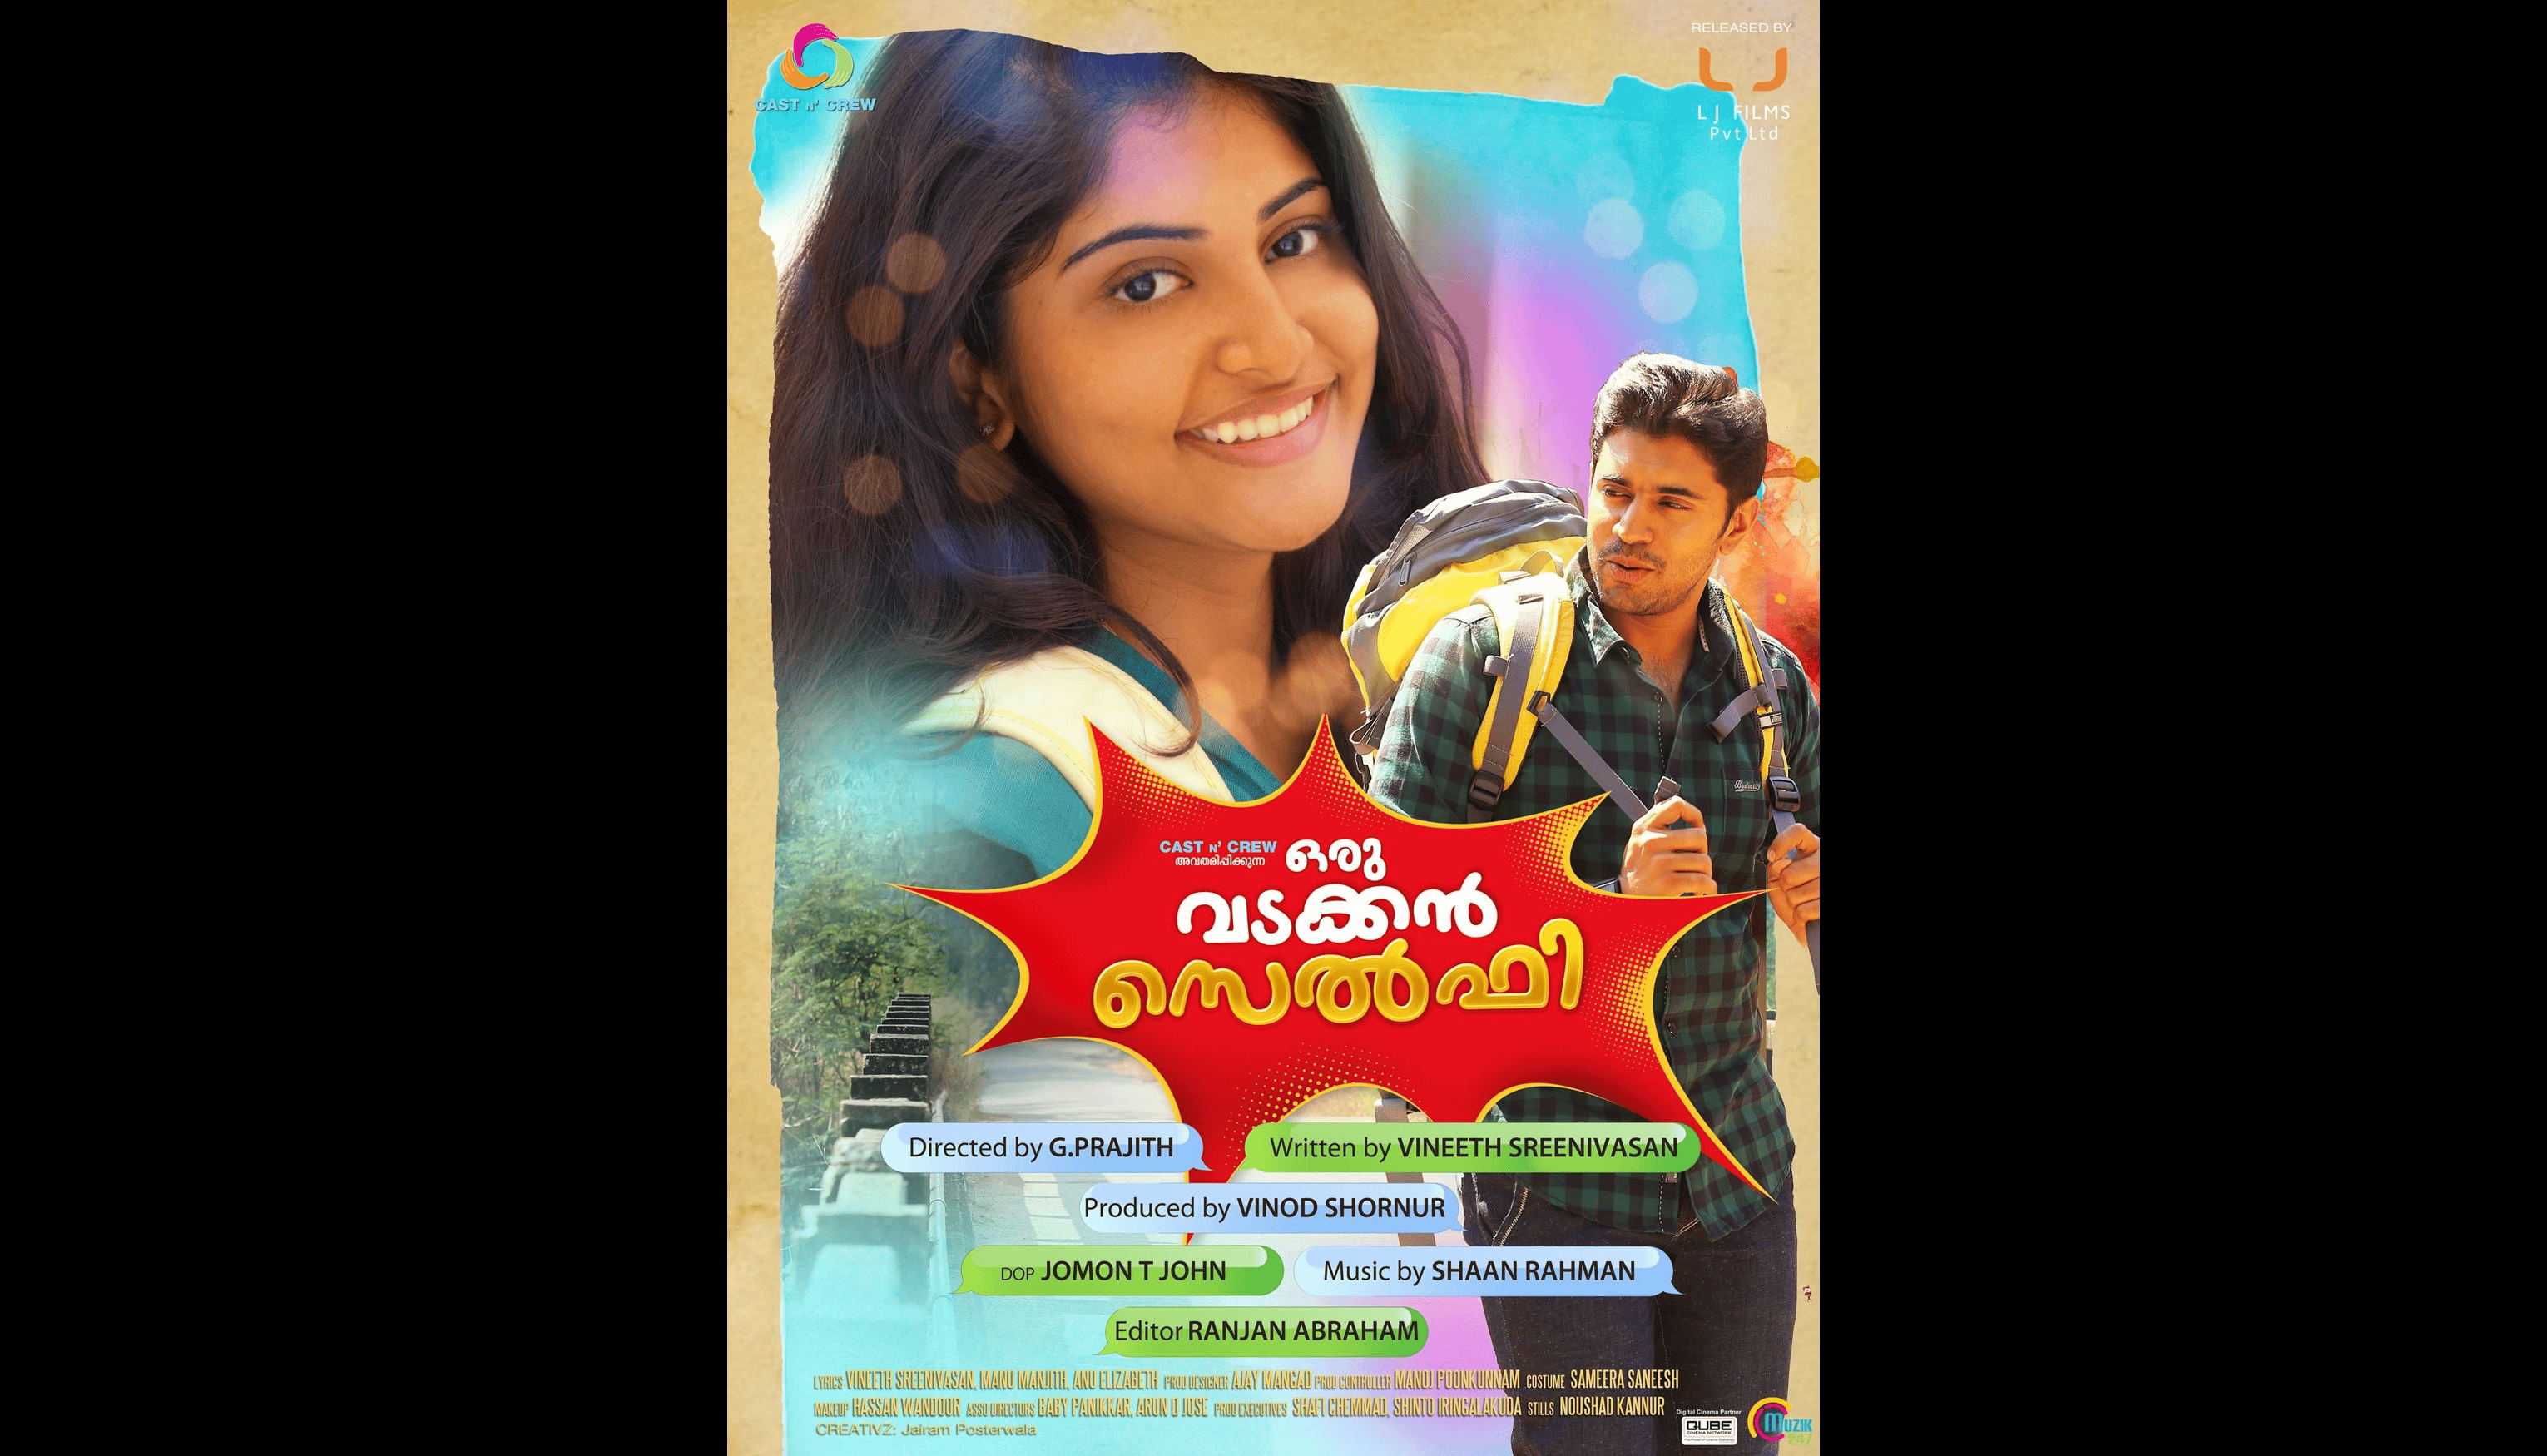 CAST N' CREW
RELEASED BY
L J FILMS
Pvt Ltd
CAST N' CREW
അവതരിപ്പിക്കുന്ന
ഒരു
വടക്കൻ
സെൽഫി
Directed by G.PRAJITH
Written by VINEETH SREENIVASAN
Produced by VINOD SHORNUR
DOP JOMON T JOHN
Music by SHAAN RAHMAN
Editor RANJAN ABRAHAM
LYRICS VINEETH SREENIVASAN, MANU MANJITH, ANU ELIZABETH PROD DESIGNER AJAY MANGAD PROD CONTROLLER MANOJ POONKUNNAM COSTUME SAMEERA SANEESH
MAKEUP HASSAN WANDOOR ASSO DIRECTORS BABY PANIKKAR, ARUN D JOSE PROD EXECUTIVES SHAFI CHEMMAD, SHINTO IRINGALAKUDA STILLS NOUSHAD KANNUR
CREATIVZ: Jairam Posterwala
Digital Cinema Partner
QUBE
CINEMA NETWORK
MUZIK
247